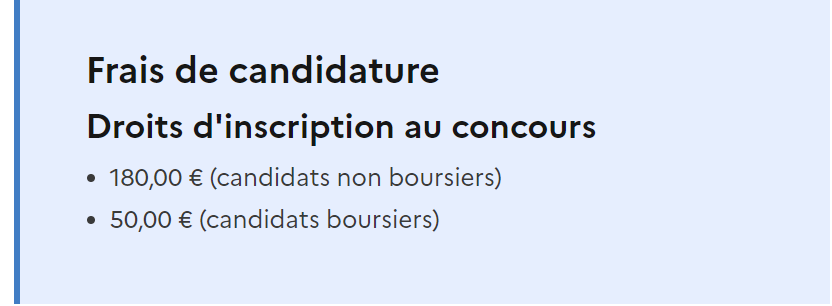 Frais de candidature
Droits d'inscription au concours
• 180,00 € (candidats non boursiers)
• 50,00 € (candidats boursiers)